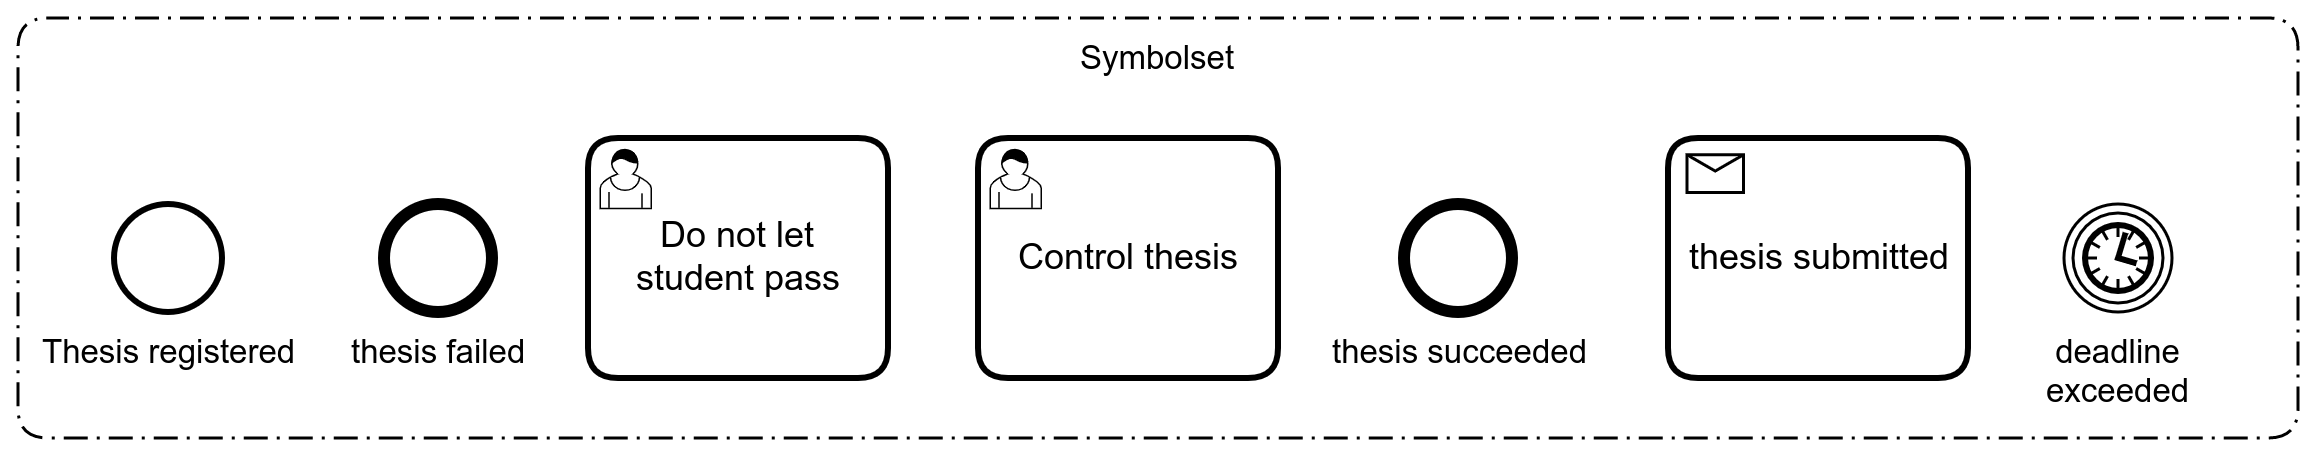 Symbolset
Thesis registered
thesis failed
Do not let
student pass
Control thesis
thesis succeeded
thesis submitted
deadline
exceeded